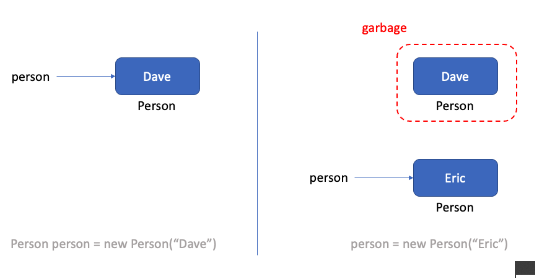 person
Dave
Person
Person person = new Person(“Dave”)
garbage
Dave
Person
person
Eric
Person
person = new Person(“Eric”)